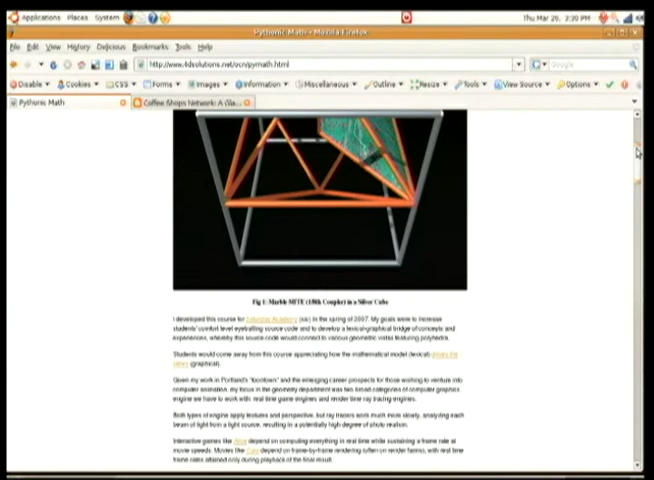 Applications Places System
Thu Mar 26, 2:30 PM
Pythonic Math - Mozilla Firefox
File Edit View History Delicious Bookmarks Tools Help
http://www.4dsolutions.net/ocn/pymath.html
Google
Disable Cookies CSS Forms Images Information Miscellaneous Outline Resize Tools View Source Options
Pythonic Math
Coffee Shops Network: A Gla...
Fig 1: Marble MITE (1/8th Coupler) in a Silver Cube
I developed this course for Saturday Academy (sic) in the spring of 2007. My goals were to increase
students' comfort level eyeballing source code and to develop a lexical-graphical bridge of concepts and
experiences, whereby this source code would connect to various geometric vistas featuring polyhedra.
Students would come away from this course appreciating how the mathematical model (lexical) drives the
(graphical).
Given my work in Portland's "toontown" and the emerging career prospects for those wishing to venture into
computer animation, my focus in the geometry department was two broad categories of computer graphics
engine we have to work with: real time game engines and render time ray tracing engines.
Both types of engine apply textures and perspective, but ray tracers work much more slowly, analyzing each
beam of light from a light source, resulting in a potentially high degree of photo realism.
Interactive games like depend on computing everything in real time while sustaining a frame rate at
movie speeds. Movies like depend on frame-by-frame rendering (often on render farms), with real
time frame rates attained only during playback of the final result.